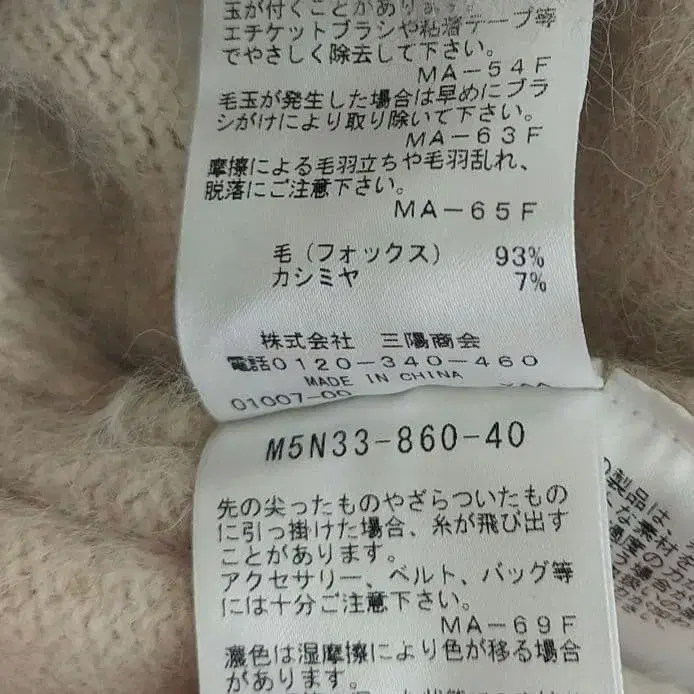 玉が付くことがあります
エチケットブラシや粘着テープ等
でやさしく除去して下さい。
MA-54F
毛玉が発生した場合は早めにブラ
シがけにより取り除いて下さい。
MA-63F
摩擦による毛羽立ちや毛羽乱れ、
脱落にご注意下さい。
MA-65F
毛(フォックス) 93%
カシミヤ 7%
株式会社 三陽商会
電話0120-340-460
MADE IN CHINA
01007-00
M5N33-860-40
先の尖ったものやざらついたもの
に引っ掛けた場合、糸が飛び出す
ことがあります。
アクセサリー、ベルト、バッグ等
には十分ご注意下さい。
MA-69F
濃色は湿摩擦により色が移る場合
があります。
の製品は
な素材を